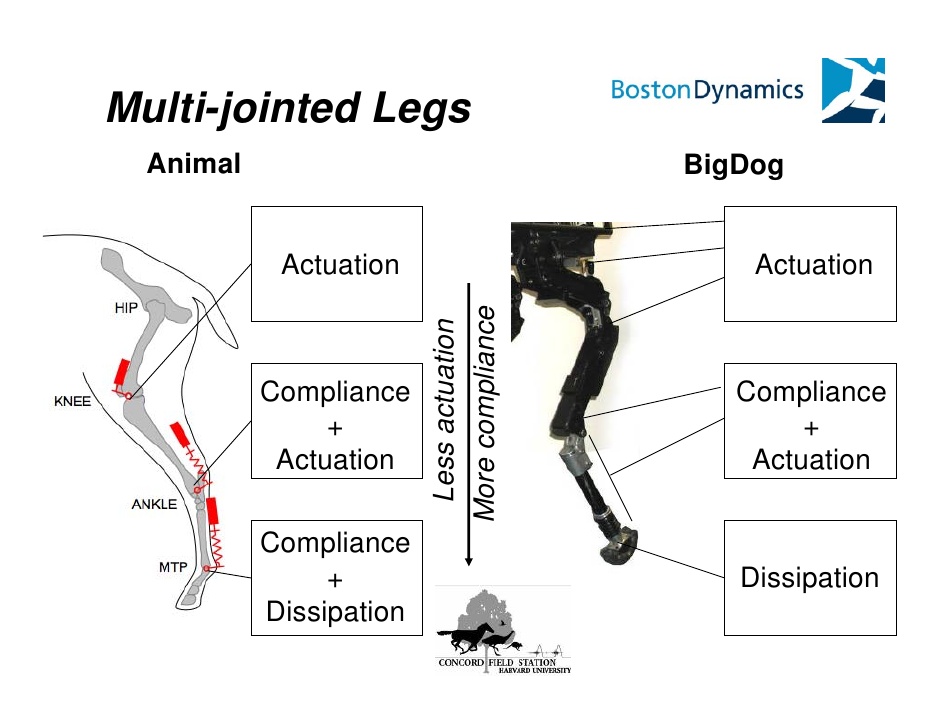 Multi-jointed Legs
BostonDynamics
Animal
BigDog
HIP
KNEE
ANKLE
MTP
Actuation
Compliance
+
Actuation
Compliance
+
Dissipation
Less actuation
More compliance
Actuation
Compliance
+
Actuation
Dissipation
CONCORD FIELD STATION
HARVARD UNIVERSITY